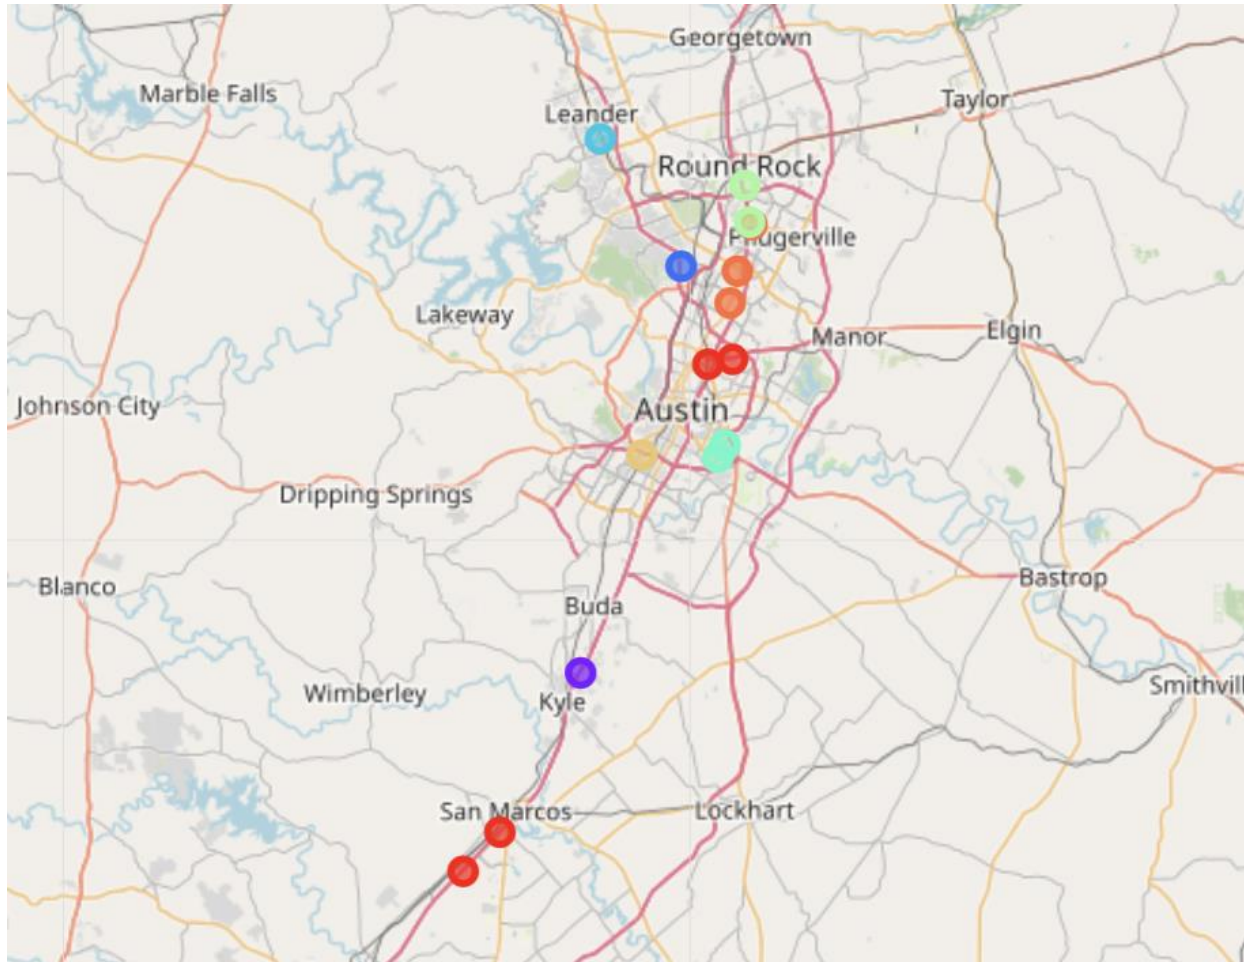 Georgetown
Marble Falls
Taylor
Leander
Round Rock
Pflugerville
Lakeway
Manor
Elgin
Johnson City
Austin
Dripping Springs
Blanco
Bastrop
Buda
Wimberley
Kyle
Smithvill
San Marcos
Lockhart